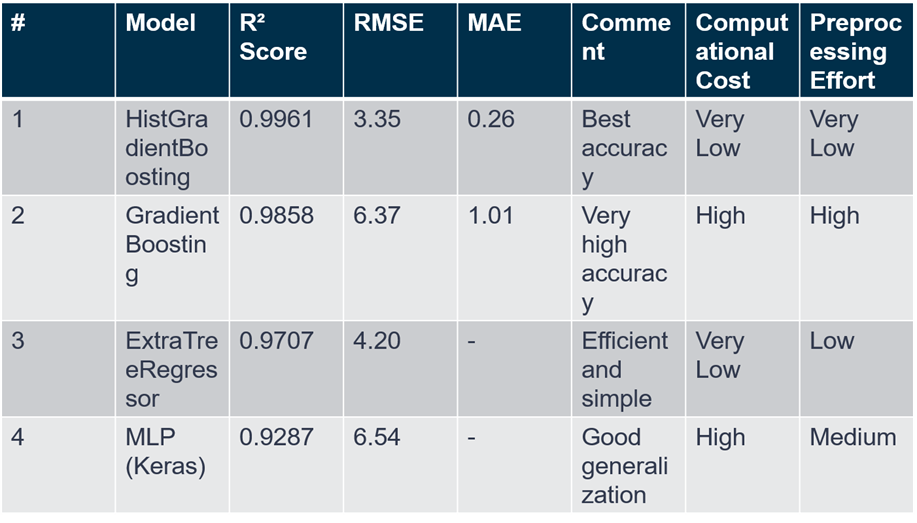 # Model R² Score RMSE MAE Comment Computational Cost Preprocessing Effort
1 HistGradientBoosting 0.9961 3.35 0.26 Best accuracy Very Low Very Low
2 Gradient Boosting 0.9858 6.37 1.01 Very high accuracy High High
3 ExtraTreeRegressor 0.9707 4.20 - Efficient and simple Very Low Low
4 MLP (Keras) 0.9287 6.54 - Good generalization High Medium